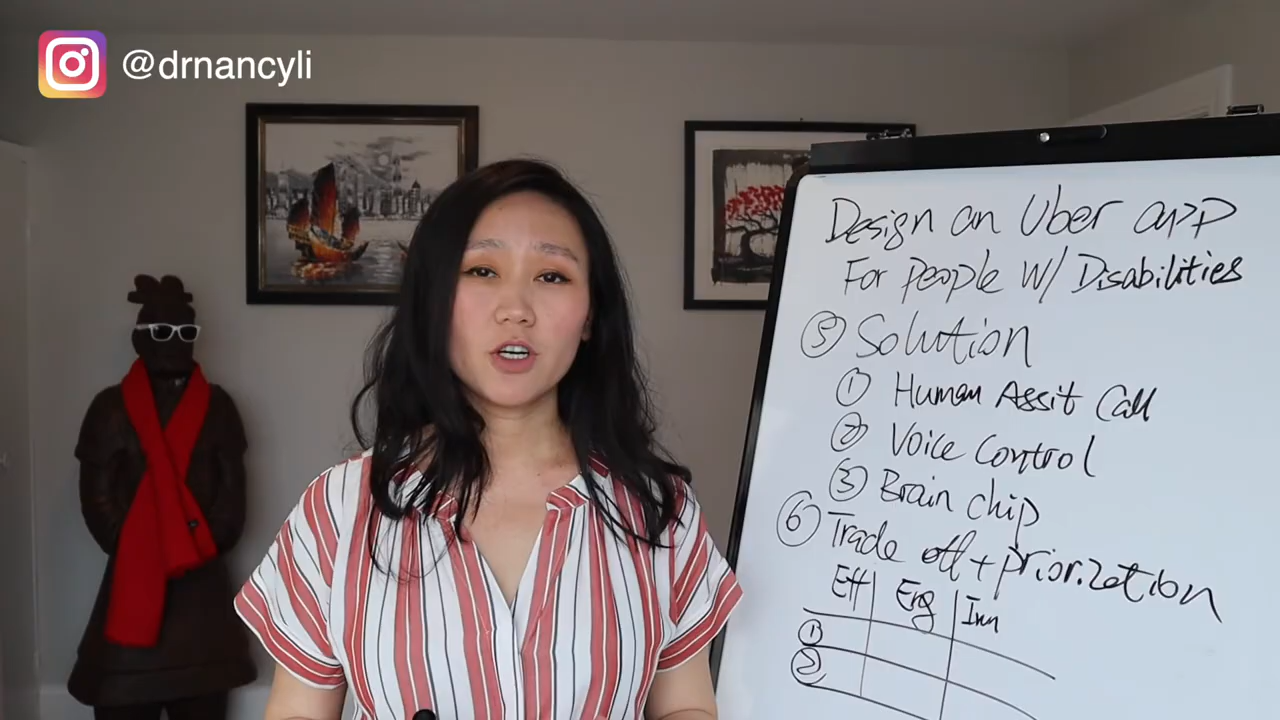 @drnancyli
Design an Uber app
For People W/ Disabilities
⑤ Solution
① Human Assit Call
② Voice Control
③ Brain chip
⑥ Trade off + priorization
Eff Eng Inn
①
②